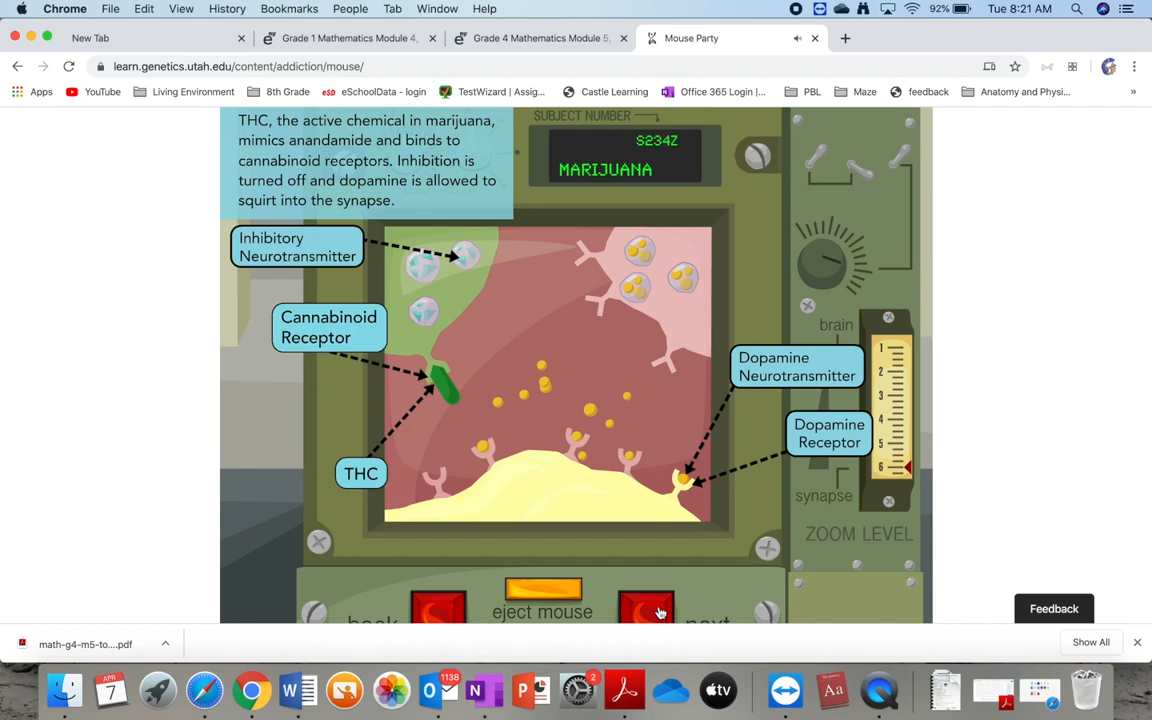 Chrome File Edit View History Bookmarks People Tab Window Help 92% Tue 8:21 AM
New Tab Grade 1 Mathematics Module 4, Grade 4 Mathematics Module 5, Mouse Party
learn.genetics.utah.edu/content/addiction/mouse/
Apps YouTube Living Environment 8th Grade esD eSchoolData - login TestWizard | Assig... Castle Learning Office 365 Login |... PBL Maze feedback Anatomy and Physi... »
THC, the active chemical in marijuana,
mimics anandamide and binds to
cannabinoid receptors. Inhibition is
turned off and dopamine is allowed to
squirt into the synapse.
SUBJECT NUMBER
S234Z
MARIJUANA
Inhibitory
Neurotransmitter
Cannabinoid
Receptor
THC
Dopamine
Neurotransmitter
Dopamine
Receptor
brain
1
2
3
4
5
6
synapse
ZOOM LEVEL
back eject mouse next
Feedback
math-g4-m5-to....pdf Show All
APR
7
1138
2
Aa